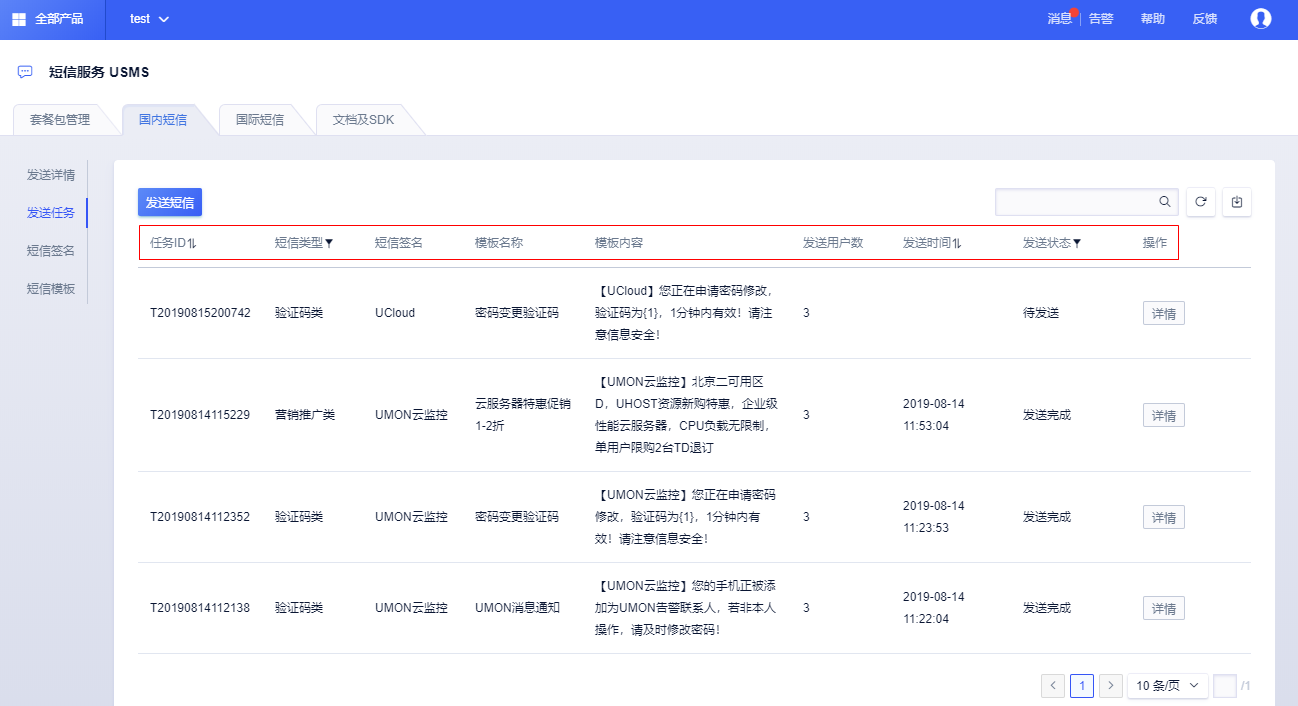 全部产品 test 消息 告警 帮助 反馈
短信服务 USMS
套餐包管理 国内短信 国际短信 文档及SDK
发送详情
发送任务
短信签名
短信模板
发送短信
任务ID 短信类型 短信签名 模板名称 模板内容 发送用户数 发送时间 发送状态 操作
T20190815200742 验证码类 UCloud 密码变更验证码 【UCloud】您正在申请密码修改，
验证码为{1}，1分钟内有效！请注
意信息安全！
3 待发送 详情
T20190814115229 营销推广类 UMON云监控 云服务器特惠促销
1-2折
【UMON云监控】北京二可用区
D，UHOST资源新购特惠，企业级
性能云服务器，CPU负载无限制，
单用户限购2台TD退订
3 2019-08-14
11:53:04
发送完成 详情
T20190814112352 验证码类 UMON云监控 密码变更验证码 【UMON云监控】您正在申请密码
修改，验证码为{1}，1分钟内有
效！请注意信息安全！
3 2019-08-14
11:23:53
发送完成 详情
T20190814112138 验证码类 UMON云监控 UMON消息通知 【UMON云监控】您的手机正被添
加为UMON告警联系人，若非本人
操作，请及时修改密码！
3 2019-08-14
11:22:04
发送完成 详情
1 10 条/页 /1